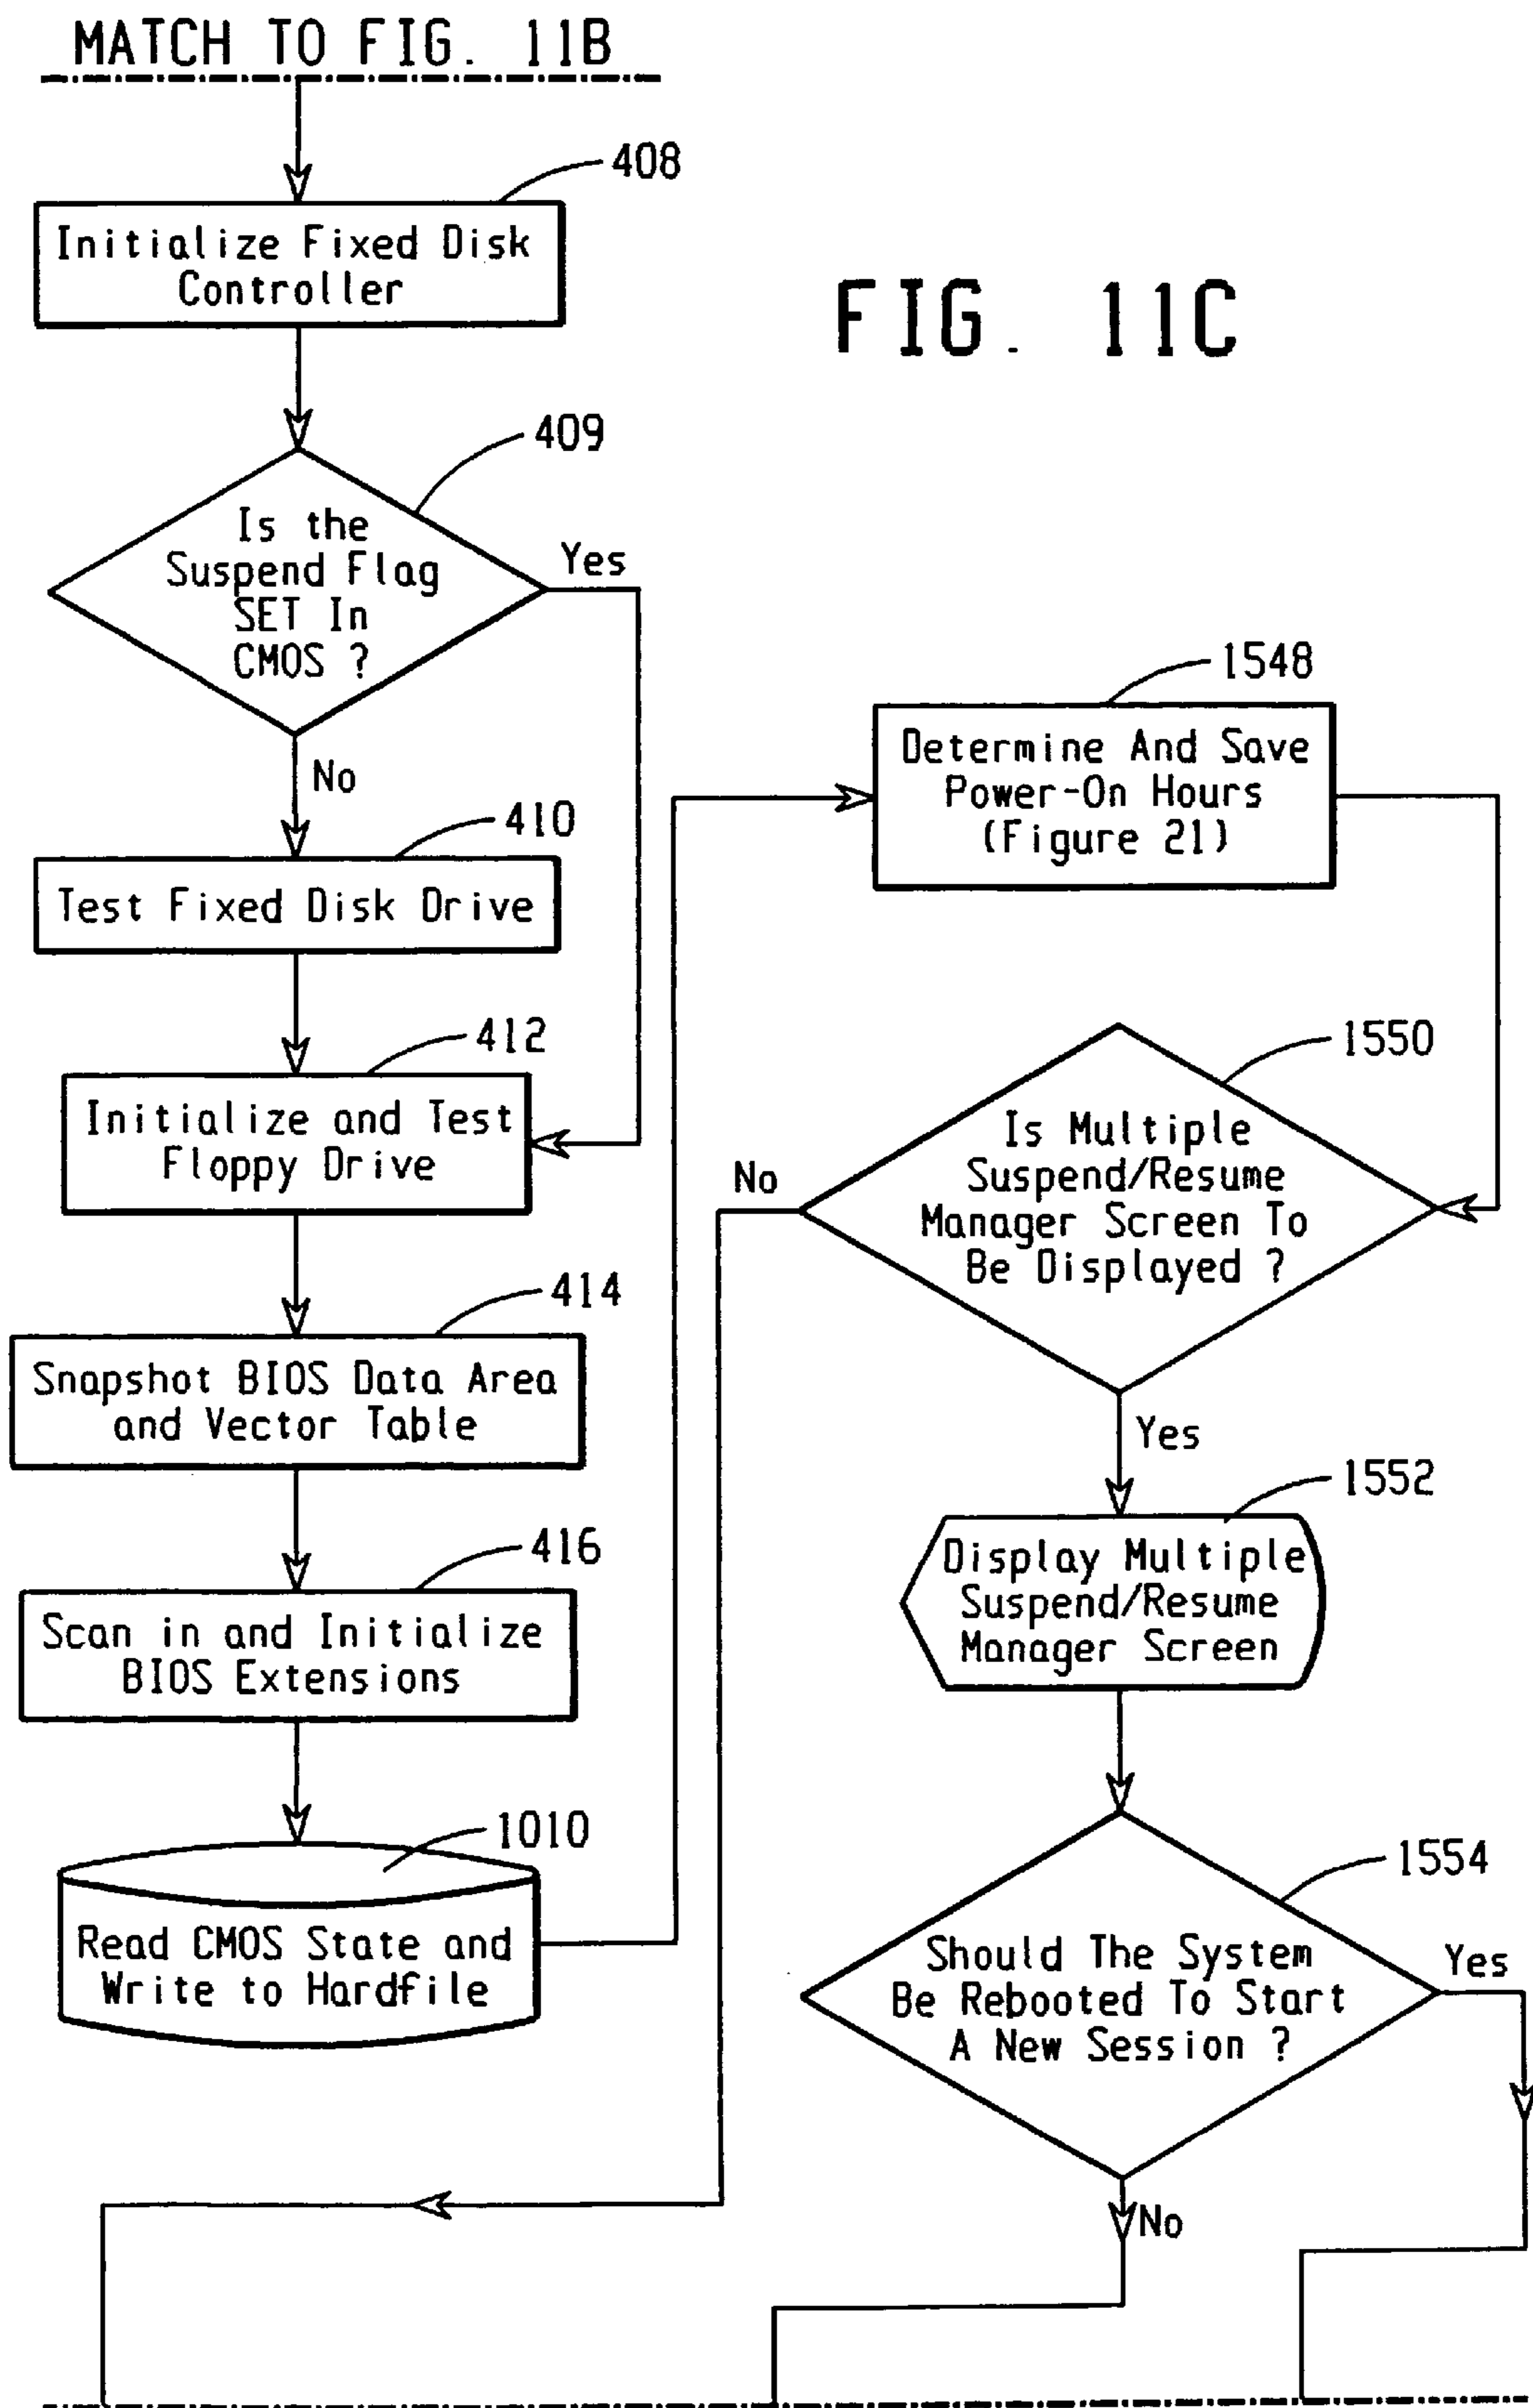 MATCH TO FIG. 11B
408
Initialize Fixed Disk
Controller
FIG. 11C
409
Is the
Suspend Flag
SET In
CMOS ?
Yes
No
410
Test Fixed Disk Drive
412
Initialize and Test
Floppy Drive
414
Snapshot BIOS Data Area
and Vector Table
416
Scan in and Initialize
BIOS Extensions
1010
Read CMOS State and
Write to Hardfile
1548
Determine And Save
Power-On Hours
(Figure 21)
1550
Is Multiple
Suspend/Resume
Manager Screen To
Be Displayed ?
No
Yes
1552
Display Multiple
Suspend/Resume
Manager Screen
1554
Should The System
Be Rebooted To Start
A New Session ?
Yes
No